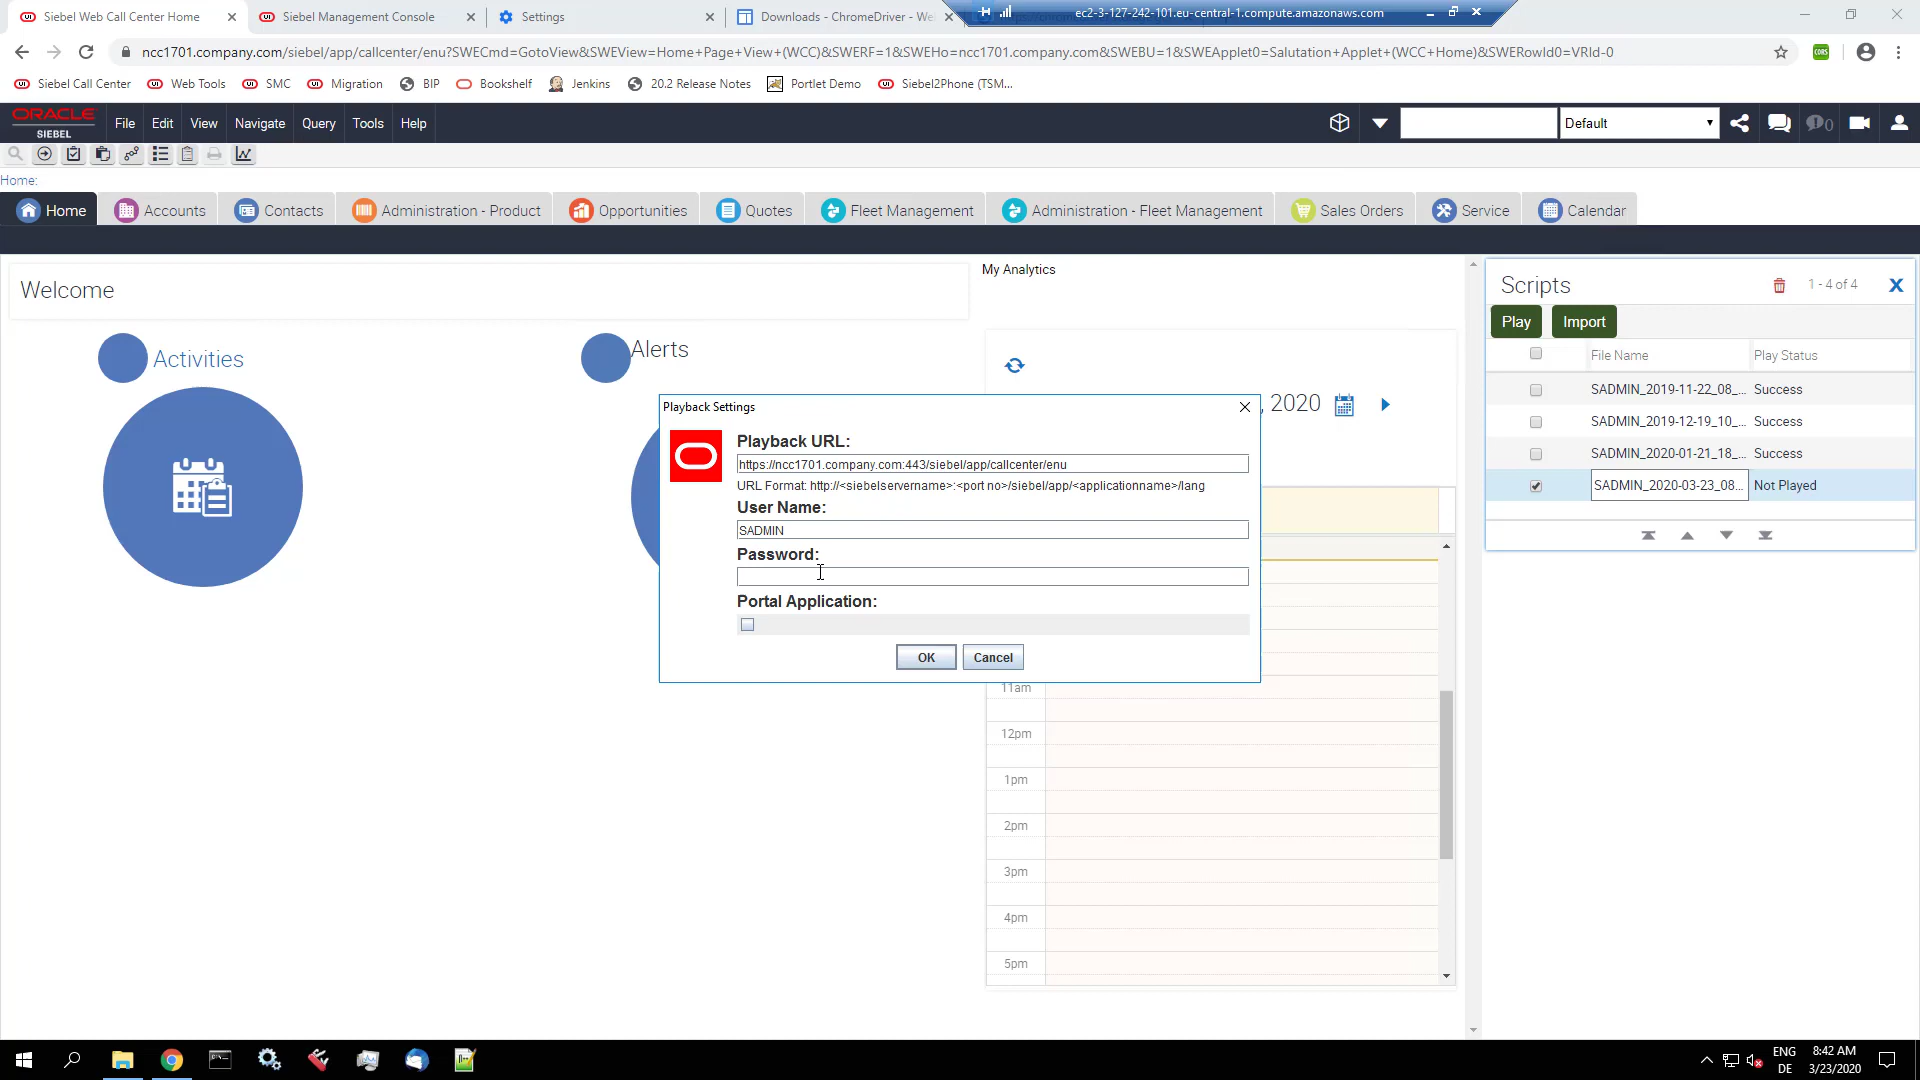 Siebel Web Call Center Home
Siebel Management Console
Settings
Downloads - ChromeDriver - We
ec2-3-127-242-101.eu-central-1.compute.amazonaws.com
ncc1701.company.com/siebel/app/callcenter/enu?SWECmd=GotoView&SWEView=Home+Page+View+(WCC)&SWERF=1&SWEHo=ncc1701.company.com&SWEBU=1&SWEApplet0=Salutation+Applet+(WCC+Home)&SWERowId0=VRId-0
CORS
Siebel Call Center
Web Tools
SMC
Migration
BIP
Bookshelf
Jenkins
20.2 Release Notes
Portlet Demo
Siebel2Phone (TSM...
ORACLE
SIEBEL
File
Edit
View
Navigate
Query
Tools
Help
Default
0
Home:
Home
Accounts
Contacts
Administration - Product
Opportunities
Quotes
Fleet Management
Administration - Fleet Management
Sales Orders
Service
Calendar
Welcome
Activities
Alerts
My Analytics
, 2020
11am
12pm
1pm
2pm
3pm
4pm
5pm
Playback Settings
Playback URL:
https://ncc1701.company.com:443/siebel/app/callcenter/enu
URL Format: http://<siebelservername>:<port no>/siebel/app/<applicationname>/lang
User Name:
SADMIN
Password:
Portal Application:
OK
Cancel
Scripts
1 - 4 of 4
X
Play
Import
File Name
Play Status
SADMIN_2019-11-22_08_...
Success
SADMIN_2019-12-19_10_...
Success
SADMIN_2020-01-21_18_...
Success
SADMIN_2020-03-23_08...
Not Played
ENG
DE
8:42 AM
3/23/2020